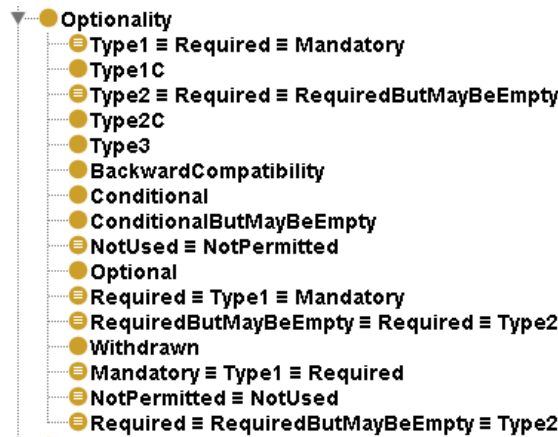 Optionality
Type1 ≡ Required ≡ Mandatory
Type1C
Type2 ≡ Required ≡ RequiredButMayBeEmpty
Type2C
Type3
BackwardCompatibility
Conditional
ConditionalButMayBeEmpty
NotUsed ≡ NotPermitted
Optional
Required ≡ Type1 ≡ Mandatory
RequiredButMayBeEmpty ≡ Required ≡ Type2
Withdrawn
Mandatory ≡ Type1 ≡ Required
NotPermitted ≡ NotUsed
Required ≡ RequiredButMayBeEmpty ≡ Type2